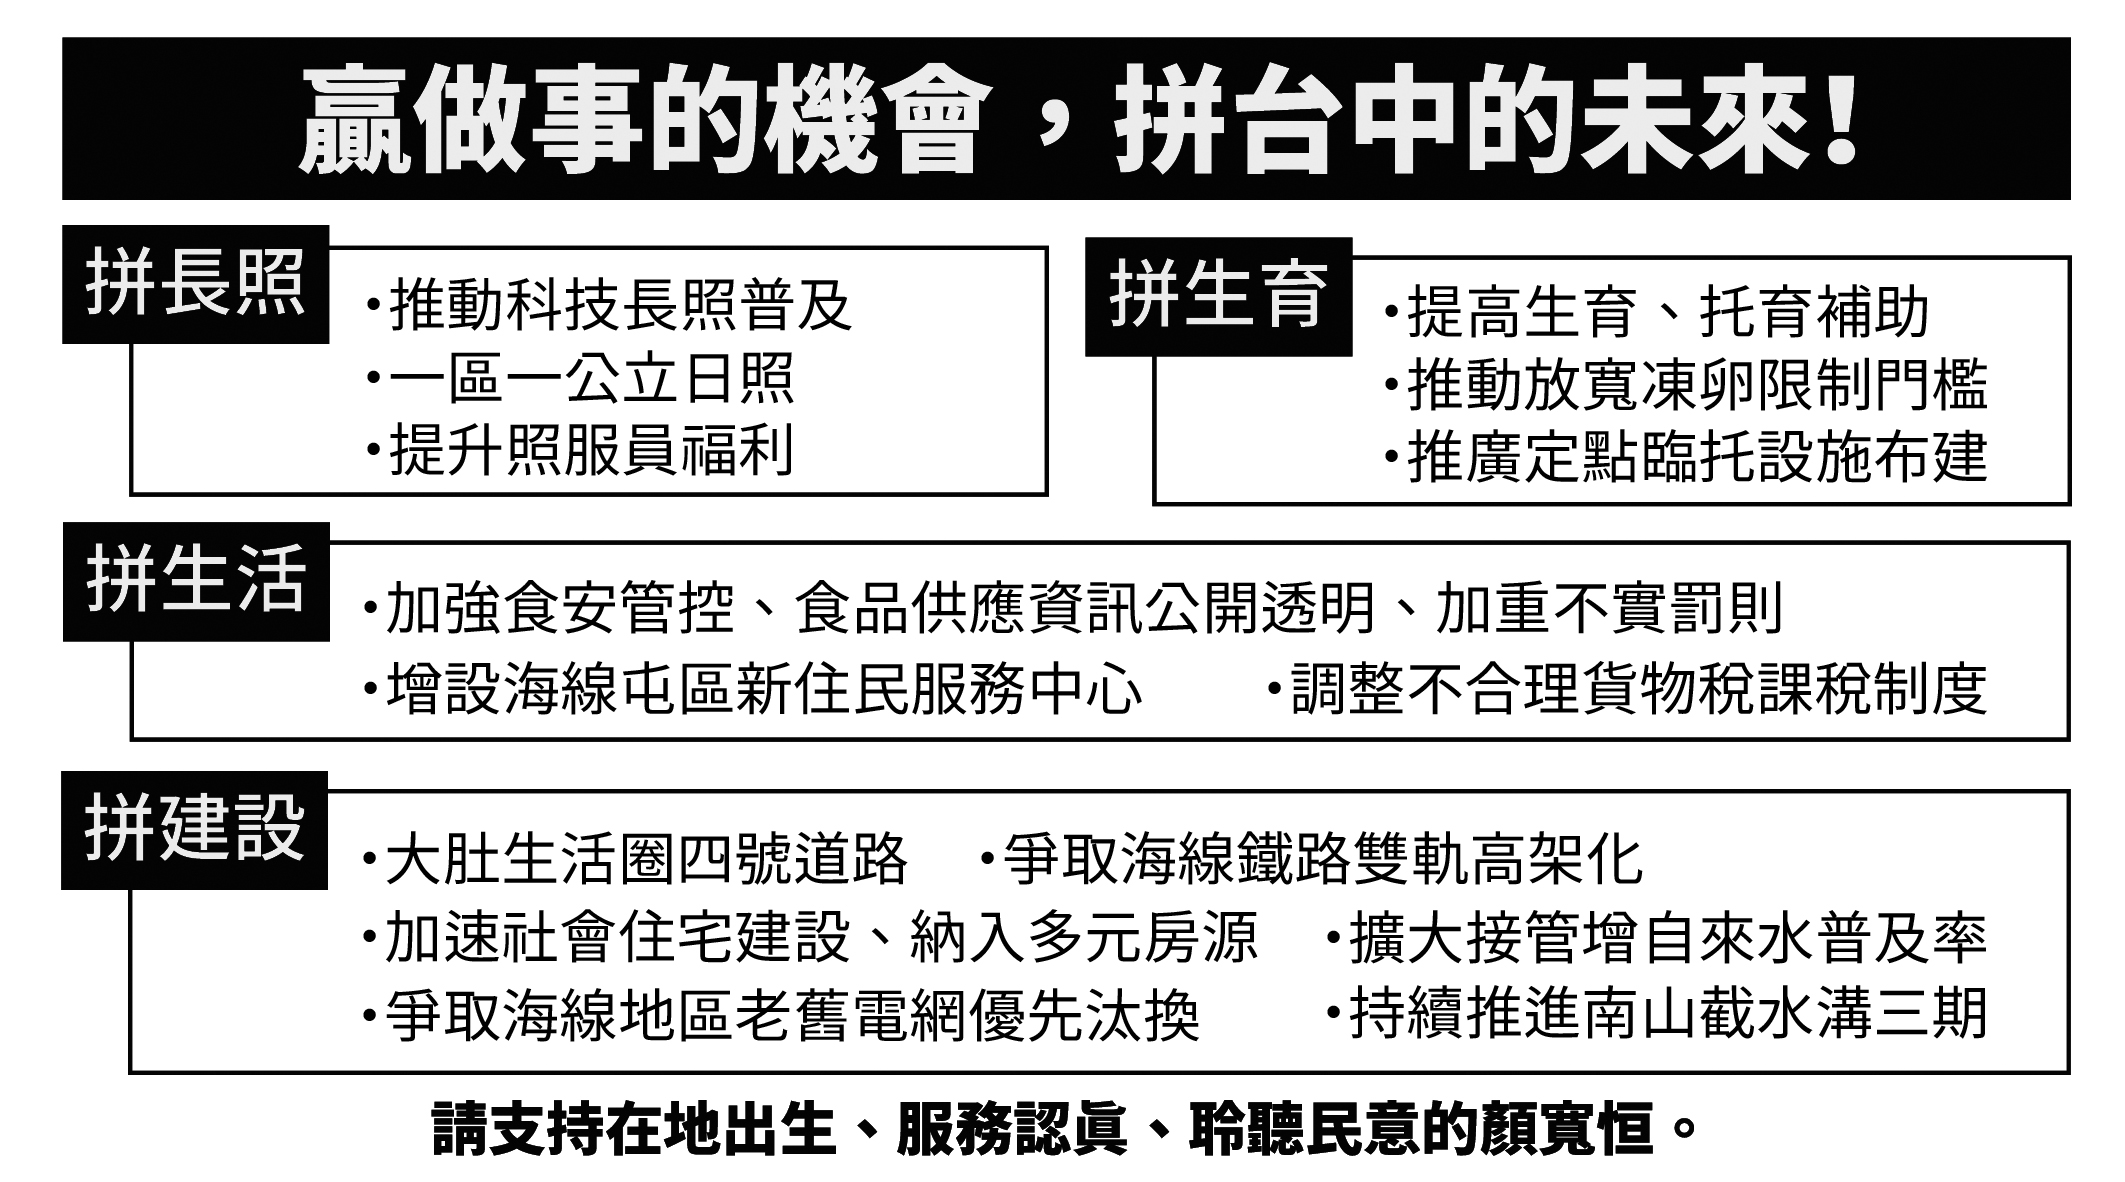 贏做事的機會，拼台中的未來！
拼長照
•推動科技長照普及
•一區一公立日照
•提升照服員福利
拼生育
•提高生育、托育補助
•推動放寬凍卵限制門檻
•推廣定點臨托設施布建
拼生活
•加強食安管控、食品供應資訊公開透明、加重不實罰則
•增設海線屯區新住民服務中心 •調整不合理貨物稅課稅制度
拼建設
•大肚生活圈四號道路 •爭取海線鐵路雙軌高架化
•加速社會住宅建設、納入多元房源 •擴大接管增自來水普及率
•爭取海線地區老舊電網優先汰換 •持續推進南山截水溝三期
請支持在地出生、服務認真、聆聽民意的顏寬恒。